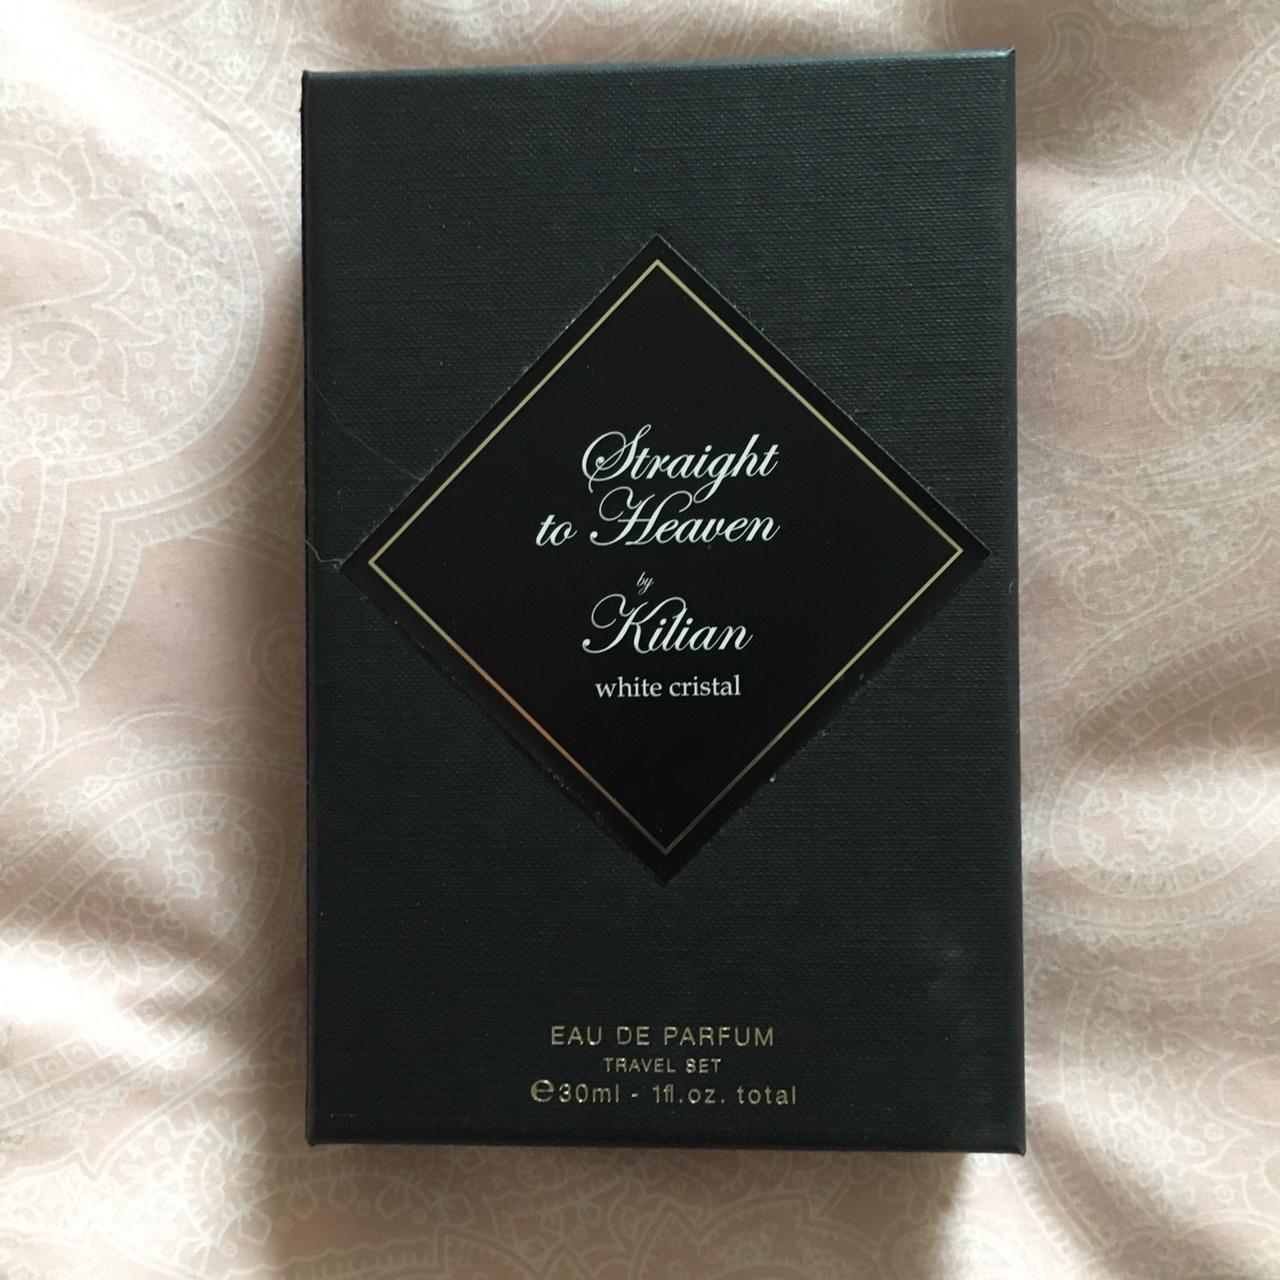 Straight
to Heaven
by
Kilian
white cristal
EAU DE PARFUM
TRAVEL SET
℮30ml - 1fl.oz. total